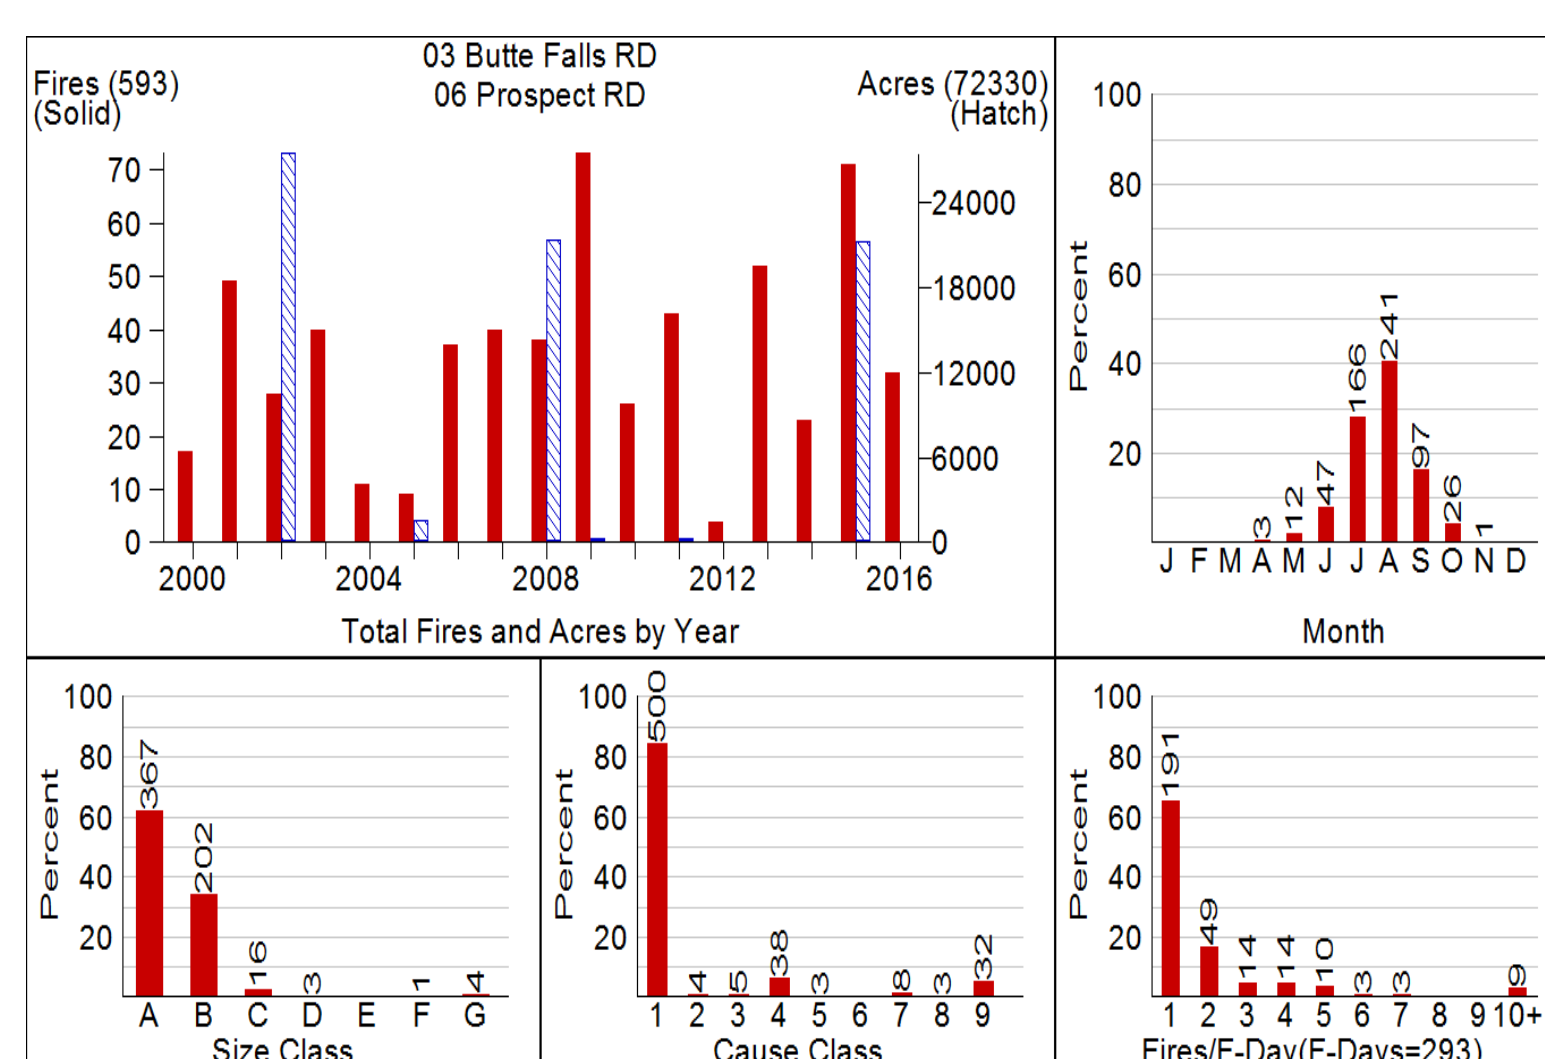 03 Butte Falls RD
06 Prospect RD
Fires (593)
(Solid)
Acres (72330)
(Hatch)
70
60
50
40
30
20
10
0
24000
18000
12000
6000
0
2000 2004 2008 2012 2016
Total Fires and Acres by Year
100
80
60
40
20
Percent
3 12 47 166 241 97 26 1
J F M A M J J A S O N D
Month
100
80
60
40
20
Percent
367 202 16 3 1 4
A B C D E F G
Size Class
100
80
60
40
20
Percent
500 4 5 38 3 8 3 32
1 2 3 4 5 6 7 8 9
Cause Class
100
80
60
40
20
Percent
191 49 14 14 10 3 3 9
1 2 3 4 5 6 7 8 9 10+
Fires/F-Day(F-Days=293)